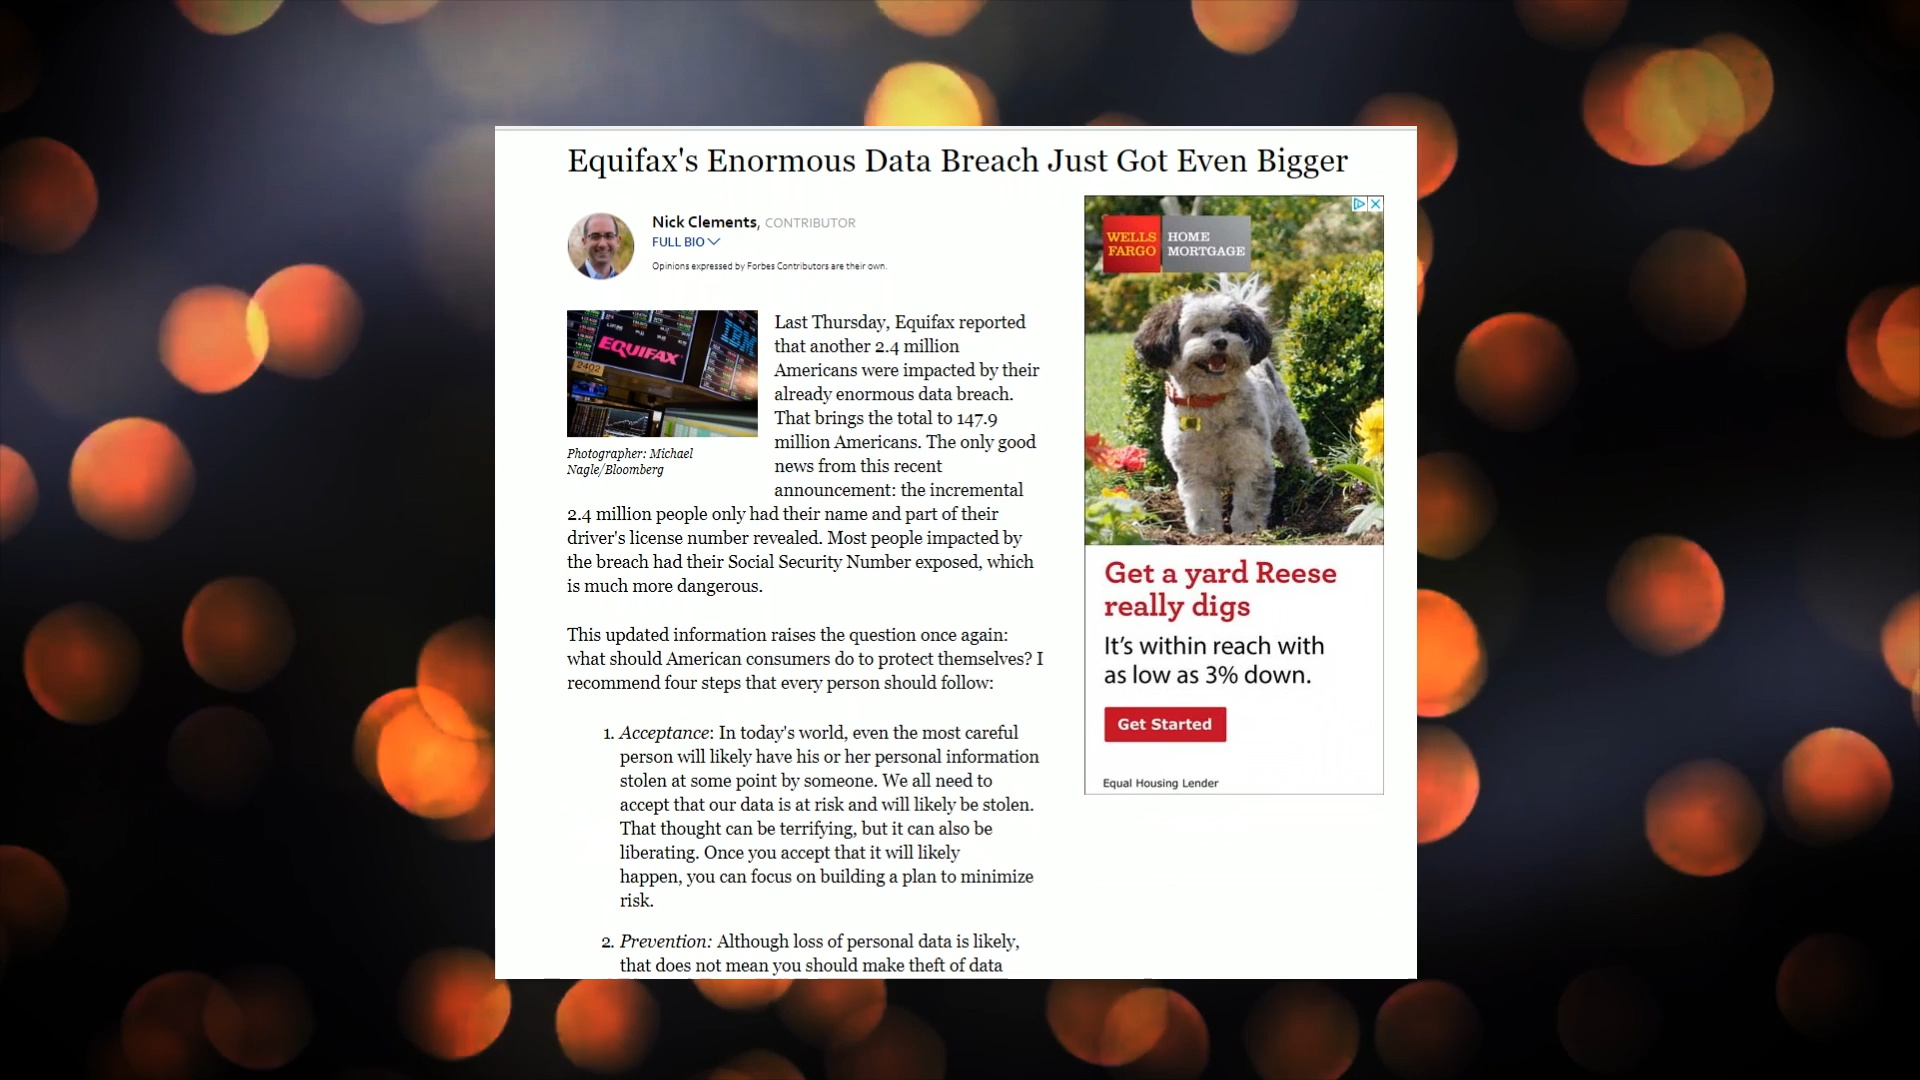 Equifax's Enormous Data Breach Just Got Even Bigger
Nick Clements, CONTRIBUTOR
FULL BIO
Opinions expressed by Forbes Contributors are their own.
EQUIFAX
IBM
2402
Photographer: Michael
Nagle/Bloomberg
Last Thursday, Equifax reported
that another 2.4 million
Americans were impacted by their
already enormous data breach.
That brings the total to 147.9
million Americans. The only good
news from this recent
announcement: the incremental
2.4 million people only had their name and part of their
driver's license number revealed. Most people impacted by
the breach had their Social Security Number exposed, which
is much more dangerous.
This updated information raises the question once again:
what should American consumers do to protect themselves? I
recommend four steps that every person should follow:
1. Acceptance: In today's world, even the most careful
person will likely have his or her personal information
stolen at some point by someone. We all need to
accept that our data is at risk and will likely be stolen.
That thought can be terrifying, but it can also be
liberating. Once you accept that it will likely
happen, you can focus on building a plan to minimize
risk.
2. Prevention: Although loss of personal data is likely,
that does not mean you should make theft of data
WELLS
FARGO
HOME
MORTGAGE
Get a yard Reese
really digs
It's within reach with
as low as 3% down.
Get Started
Equal Housing Lender